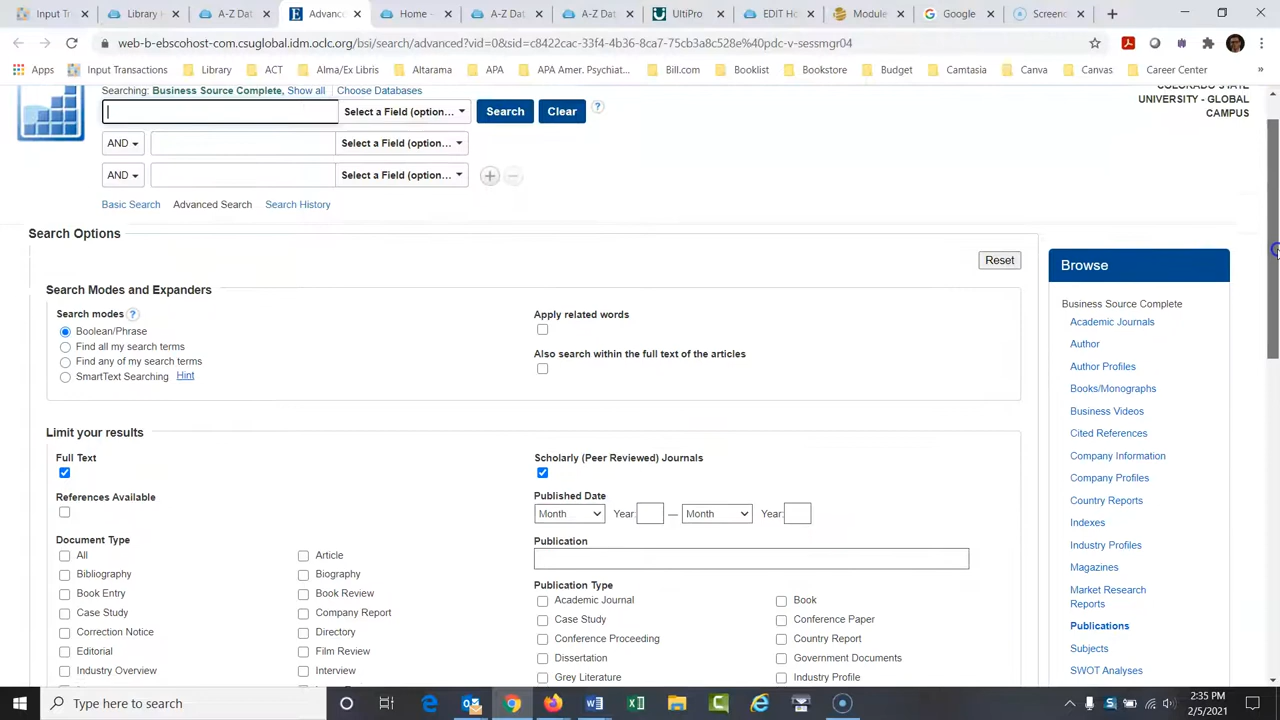 Input Tran
Library H
A-Z Dat
Advanc
Home -
A-Z Dat
A-Z Dat
UltiPro
EDIT Ho
Module
Google
Screenc
web-b-ebscohost-com.csuglobal.idm.oclc.org/bsi/search/advanced?vid=0&sid=ef422cac-33f4-4b36-8ca7-75cb3a8c528e%40pdc-v-sessmgr04
Apps
Input Transactions
Library
ACT
Alma/Ex Libris
Altarama
APA
APA Amer. Psychiat...
Bill.com
Booklist
Bookstore
Budget
Camtasia
Canva
Canvas
Career Center
»
Searching: Business Source Complete, Show all Choose Databases
COLORADO STATE
UNIVERSITY - GLOBAL
CAMPUS
Select a Field (option...
Search
Clear
?
AND
Select a Field (option...
AND
Select a Field (option...
Basic Search
Advanced Search
Search History
Search Options
Reset
Search Modes and Expanders
Search modes ?
Boolean/Phrase
Find all my search terms
Find any of my search terms
SmartText Searching Hint
Apply related words
Also search within the full text of the articles
Limit your results
Full Text
References Available
Document Type
All
Article
Bibliography
Biography
Book Entry
Book Review
Case Study
Company Report
Correction Notice
Directory
Editorial
Film Review
Industry Overview
Interview
Scholarly (Peer Reviewed) Journals
Published Date
Month
Year:
—
Month
Year:
Publication
Publication Type
Academic Journal
Book
Case Study
Conference Paper
Conference Proceeding
Country Report
Dissertation
Government Documents
Grey Literature
Industry Profile
Browse
Business Source Complete
Academic Journals
Author
Author Profiles
Books/Monographs
Business Videos
Cited References
Company Information
Company Profiles
Country Reports
Indexes
Industry Profiles
Magazines
Market Research
Reports
Publications
Subjects
SWOT Analyses
Type here to search
2:35 PM
2/5/2021